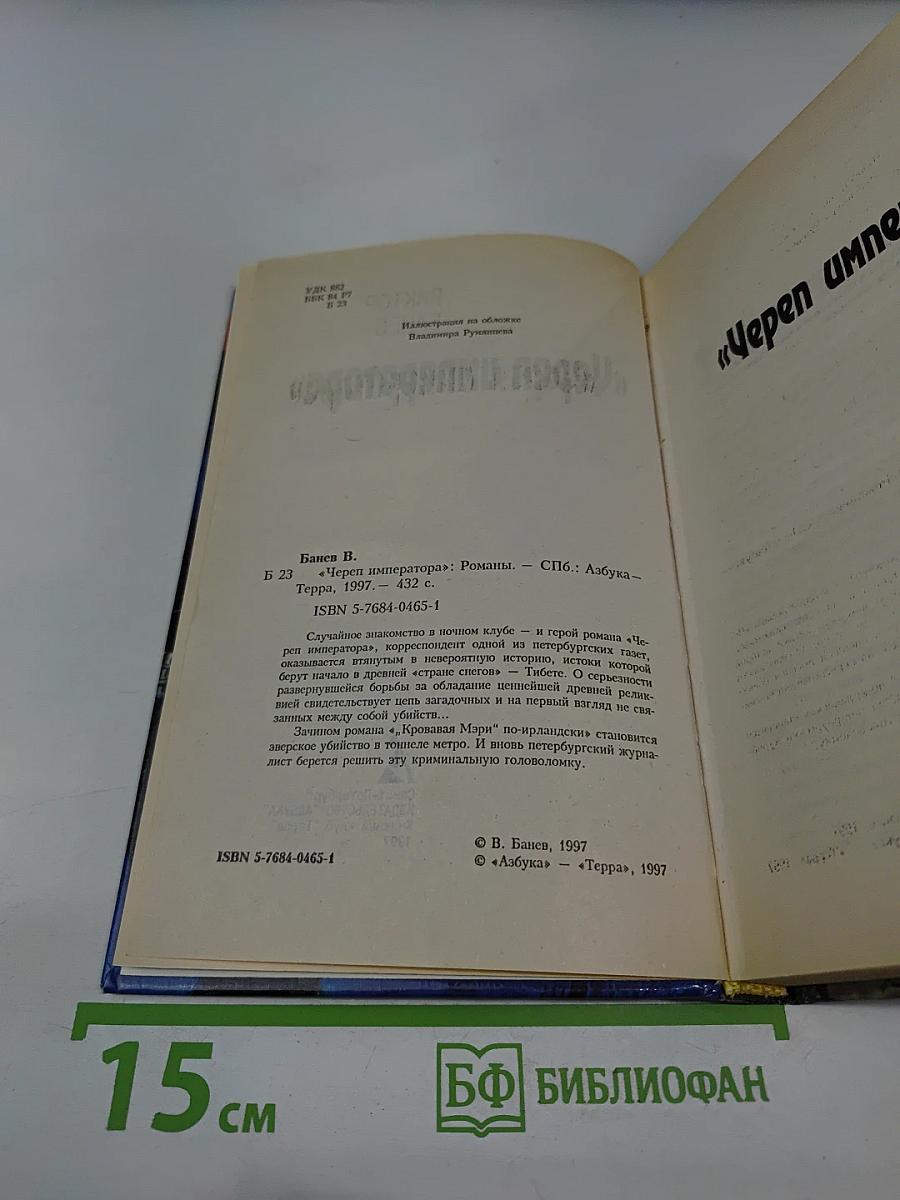 УДК 882
ББК 84 Р7
Б 23
Иллюстрация на обложке
Владимира Румянцева
Банев В.
Б 23 «Череп императора»: Романы. — СПб.: Азбука—
Терра, 1997.— 432 с.
ISBN 5-7684-0465-1
Случайное знакомство в ночном клубе — и герой романа «Че-
реп императора», корреспондент одной из петербургских газет,
оказывается втянутым в невероятную историю, истоки которой
берут начало в древней «стране снегов» — Тибете. О серьезности
развернувшейся борьбы за обладание ценнейшей древней релик-
вией свидетельствует цепь загадочных и на первый взгляд не свя-
занных между собой убийств...
Зачином романа «„Кровавая Мэри“ по-ирландски» становится
зверское убийство в тоннеле метро. И вновь петербургский журна-
лист берется решить эту криминальную головоломку.
ISBN 5-7684-0465-1
© В. Банев, 1997
© «Азбука» — «Терра», 1997
«Череп импе
15 см
БФ БИБЛИОФАН